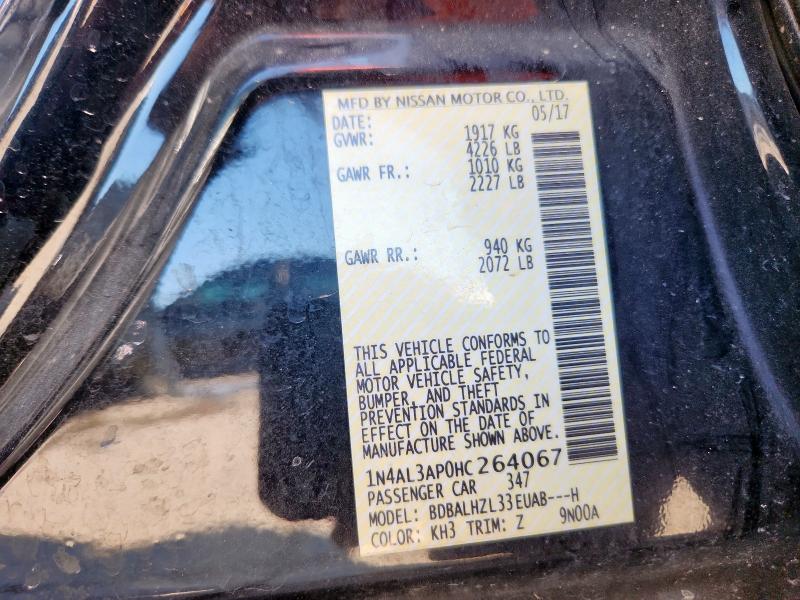 MFD BY NISSAN MOTOR CO., LTD.
DATE: 05/17
GVWR: 1917 KG
4226 LB
GAWR FR.: 1010 KG
2227 LB
GAWR RR.: 940 KG
2072 LB
THIS VEHICLE CONFORMS TO
ALL APPLICABLE FEDERAL
MOTOR VEHICLE SAFETY,
BUMPER, AND THEFT
PREVENTION STANDARDS IN
EFFECT ON THE DATE OF
MANUFACTURE SHOWN ABOVE.
1N4AL3AP0HC264067
PASSENGER CAR 347
MODEL: BDBALHZL33EUAB---H
COLOR: KH3 TRIM: Z 9N00A